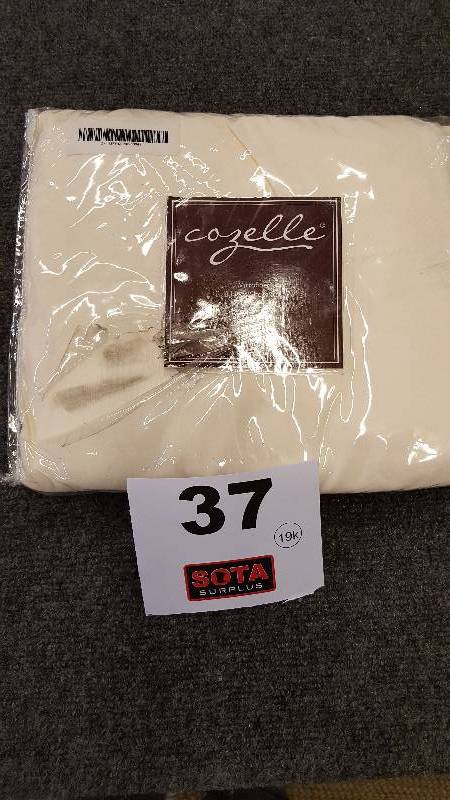 cozelle®
37
19k
SOTA
SURPLUS